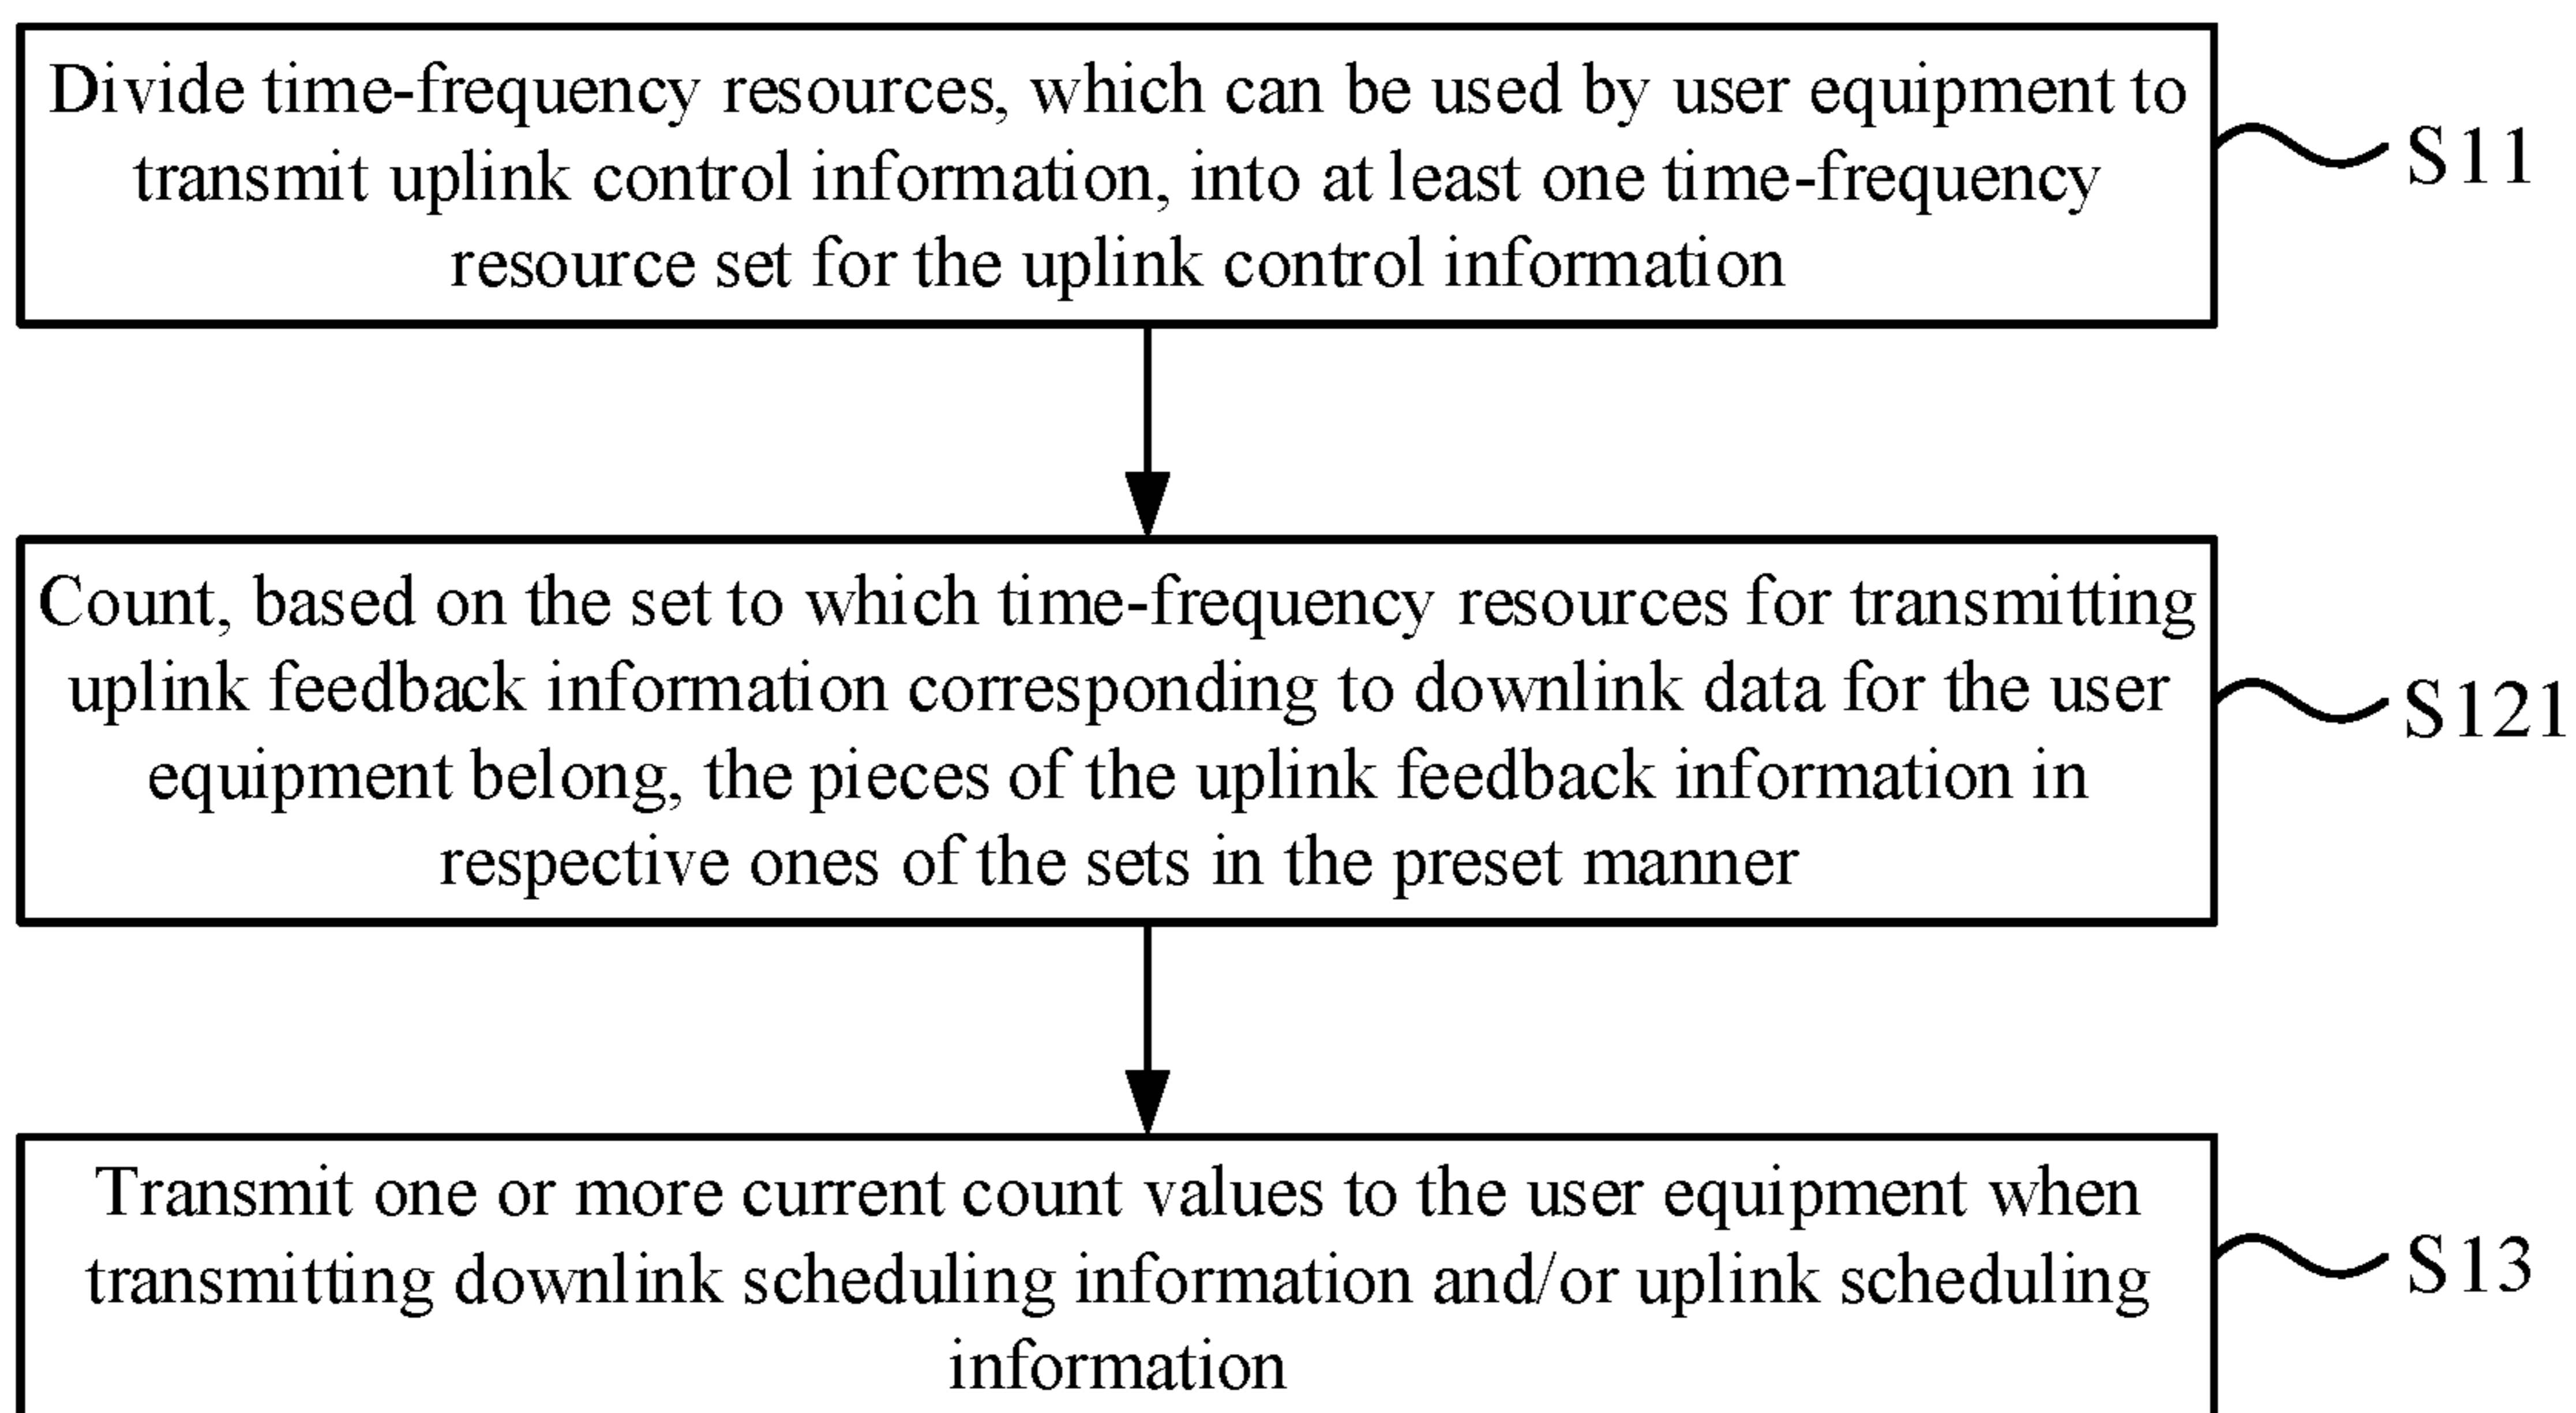 Divide time-frequency resources, which can be used by user equipment to
transmit uplink control information, into at least one time-frequency
resource set for the uplink control information
S11
Count, based on the set to which time-frequency resources for transmitting
uplink feedback information corresponding to downlink data for the user
equipment belong, the pieces of the uplink feedback information in
respective ones of the sets in the preset manner
S121
Transmit one or more current count values to the user equipment when
transmitting downlink scheduling information and/or uplink scheduling
information
S13